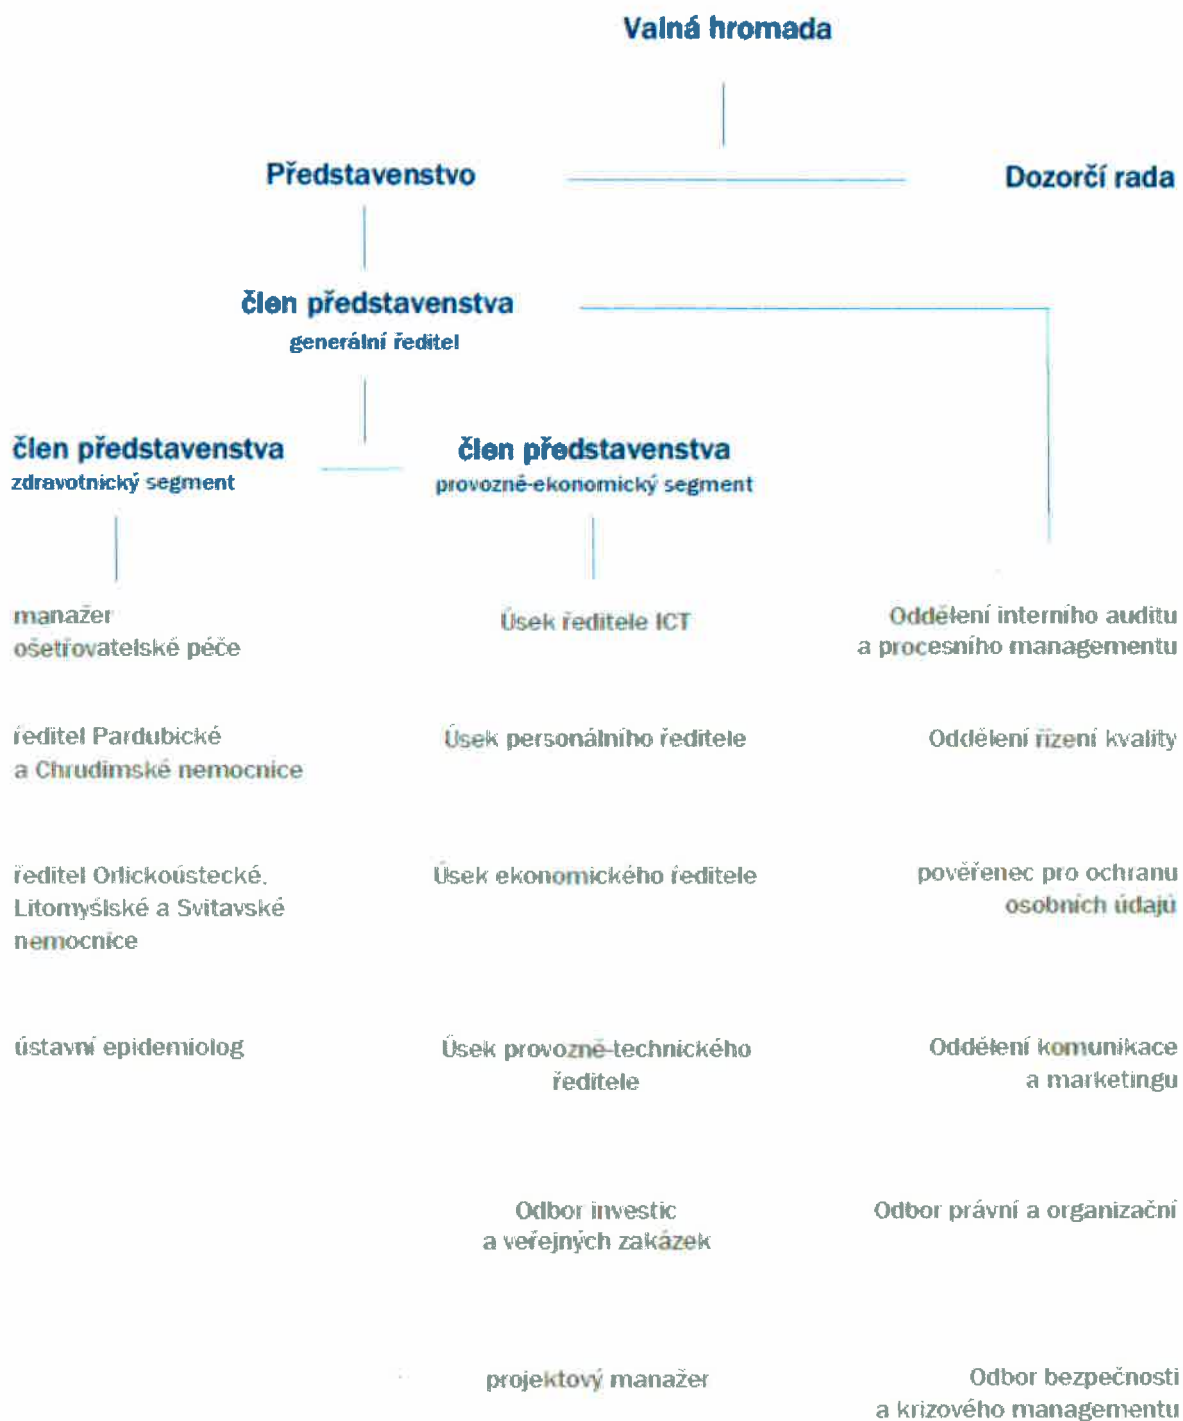 Valná hromada
Představenstvo
Dozorčí rada
člen představenstva
generální ředitel
člen představenstva
zdravotnický segment
člen představenstva
provozně-ekonomický segment
manažer
ošetřovatelské péče
Úsek ředitele ICT
Oddělení interního auditu
a procesního managementu
ředitel Pardubické
a Chrudimské nemocnice
Úsek personálního ředitele
Oddělení řízení kvality
ředitel Orlickoústecké,
Litomyšlské a Svitavské
nemocnice
Úsek ekonomického ředitele
pověřenec pro ochranu
osobních údajů
ústavní epidemiolog
Úsek provozně-technického
ředitele
Oddělení komunikace
a marketingu
Odbor investic
a veřejných zakázek
Odbor právní a organizační
projektový manažer
Odbor bezpečnosti
a krizového managementu